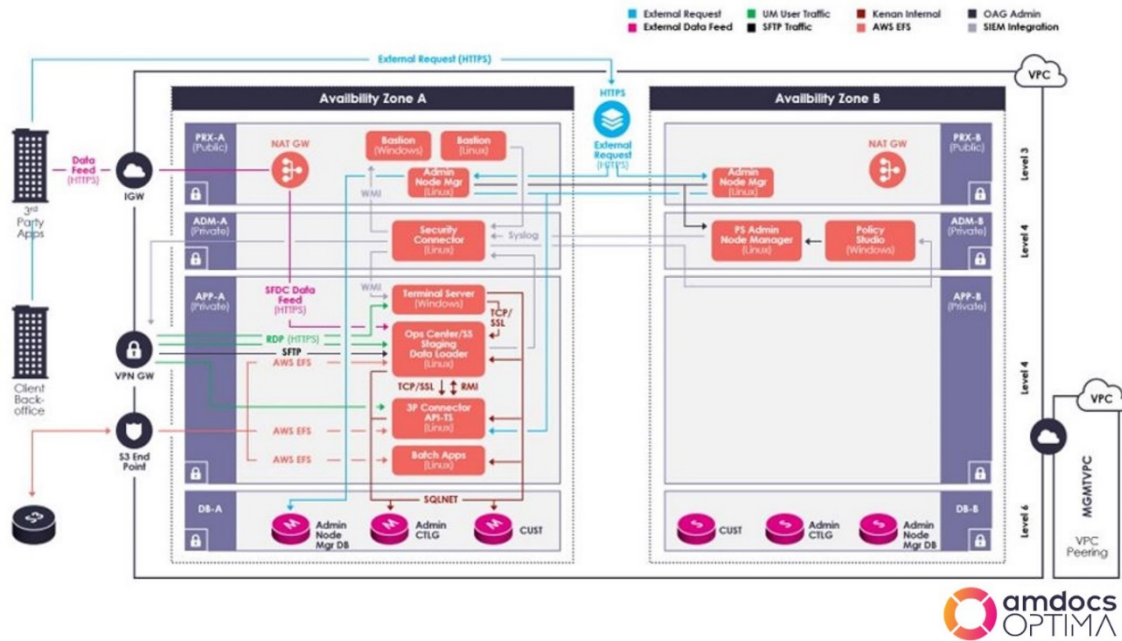 External Request
UM User Traffic
Kenan Internal
OAG Admin
External Data Feed
SFTP Traffic
AWS EFS
SIEM Integration
External Request (HTTPS)
VPC
Availbility Zone A
HTTPS
Availbility Zone B
PRX-A
(Public)
NAT GW
Bastion
(Windows)
Bastion
(Linux)
External
Request
(HTTPS)
NAT GW
PRX-B
(Public)
Level 3
Data
Feed
(HTTPS)
IGW
WMI
Admin
Node Mgr
(Linux)
Admin
Node Mgr
(Linux)
3rd
Party
Apps
ADM-A
(Private)
Security
Connector
(Linux)
Syslog
PS Admin
Node Manager
(Linux)
Policy
Studio
(Windows)
ADM-B
(Private)
Level 4
APP-A
(Private)
SFDC Data
Feed
(HTTPS)
WMI
Terminal Server
(Windows)
TCP/
SSL
APP-B
(Private)
Level 4
RDP (HTTPS)
SFTP
AWS EFS
Ops Center/SS
Staging
Data Loader
(Linux)
VPN GW
Client
Back-
office
TCP/SSL
RMI
3P Connector
API-TS
(Linux)
AWS EFS
S3 End
Point
AWS EFS
Batch Apps
(Linux)
VPC
MGMTVPC
VPC
Peering
S3
DB-A
SQLNET
M
Admin
Node
Mgr DB
M
Admin
CTLG
M
CUST
S
CUST
S
Admin
CTLG
S
Admin
Node
Mgr DB
DB-B
Level 6
amdocs
OPTIMA